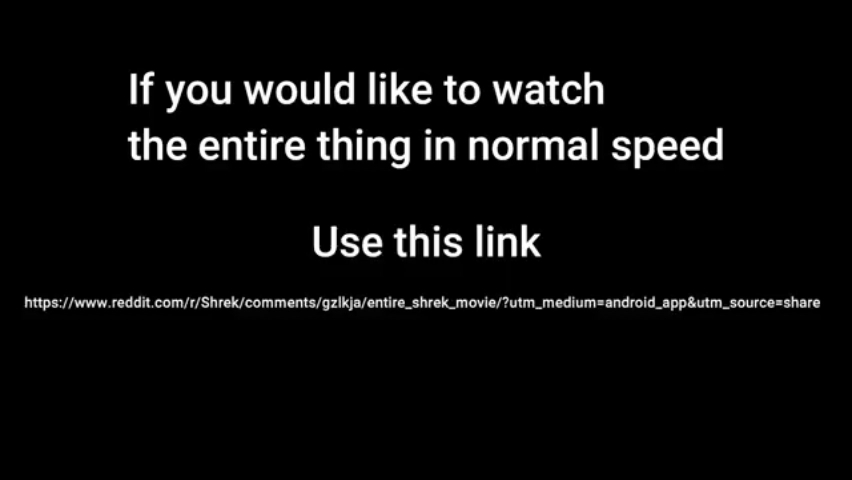 If you would like to watch
the entire thing in normal speed
Use this link
https://www.reddit.com/r/Shrek/comments/gzlkja/entire_shrek_movie/?utm_medium=android_app&utm_source=share